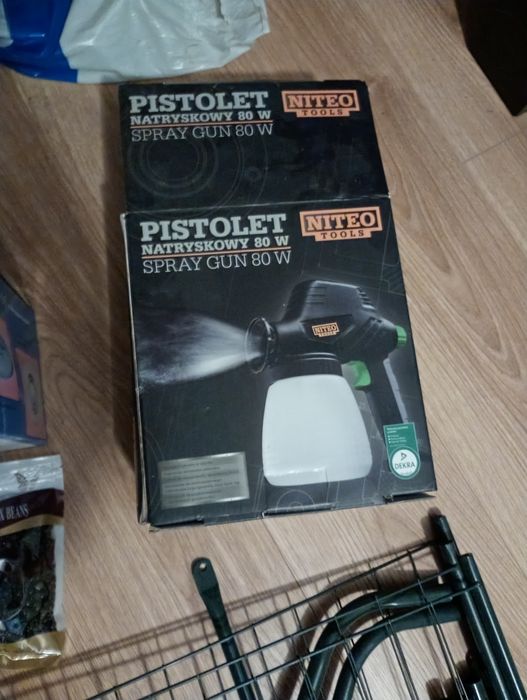 PISTOLET
NATRYSKOWY 80 W
SPRAY GUN 80 W
NITEO
TOOLS
PISTOLET
NATRYSKOWY 80 W
SPRAY GUN 80 W
NITEO
TOOLS
NITEO
TOOLS
DEKRA
BEANS